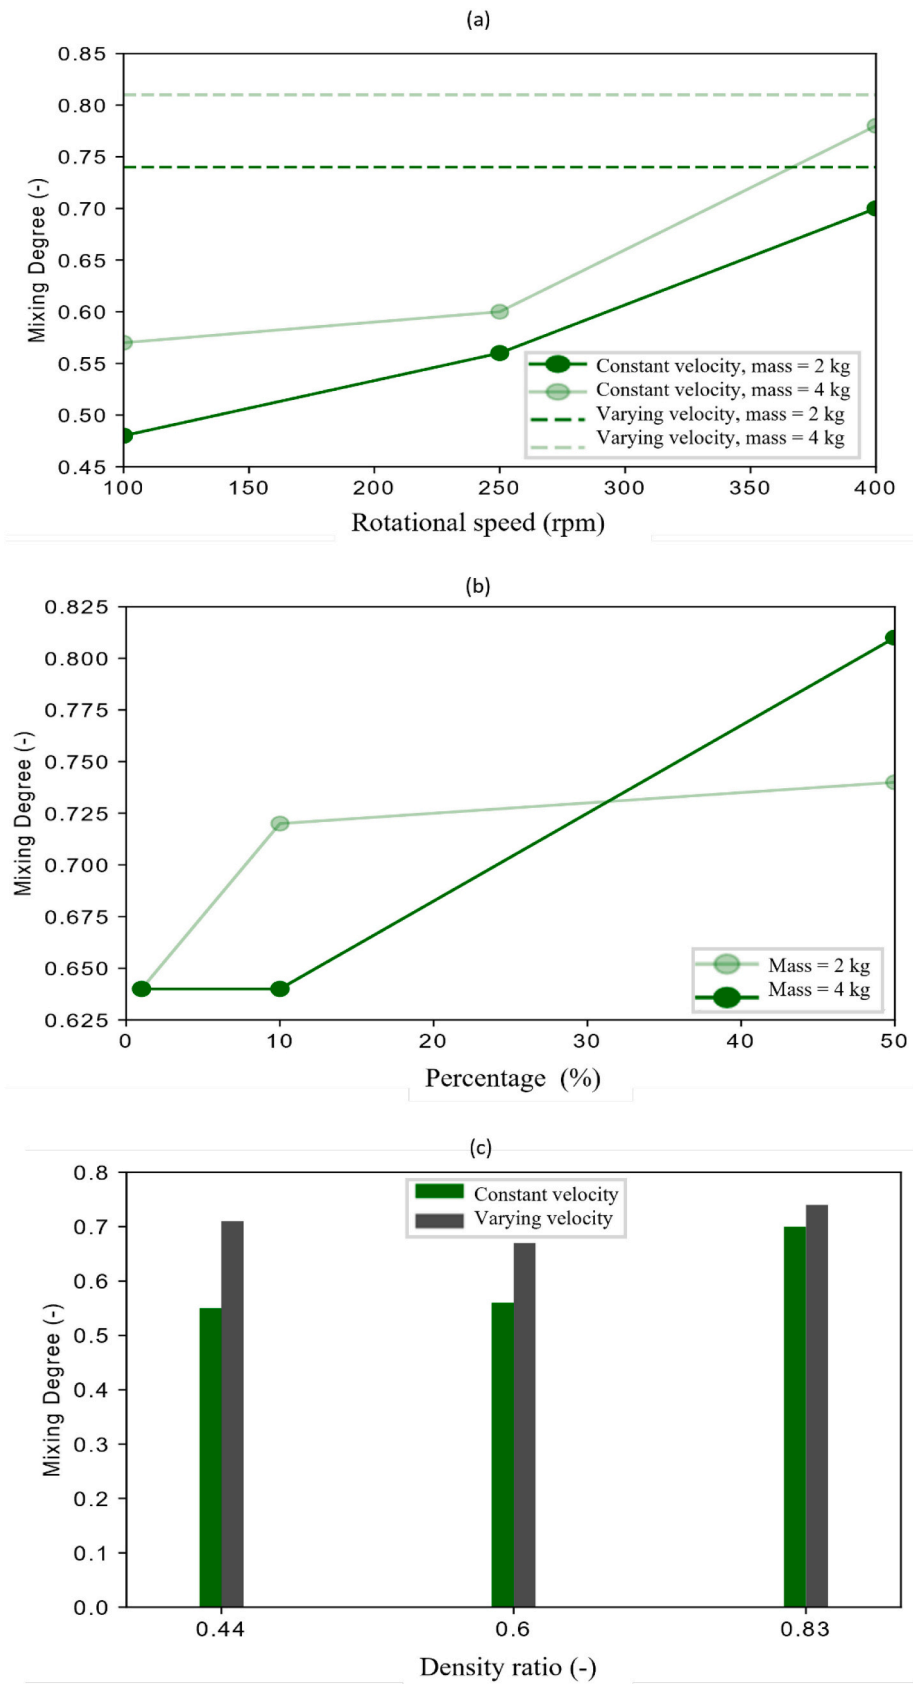 (a)
0.85
0.80
0.75
0.70
0.65
0.60
0.55
0.50
0.45
Mixing Degree (-)
Constant velocity, mass = 2 kg
Constant velocity, mass = 4 kg
Varying velocity, mass = 2 kg
Varying velocity, mass = 4 kg
100 150 200 250 300 350 400
Rotational speed (rpm)
(b)
0.825
0.800
0.775
0.750
0.725
0.700
0.675
0.650
0.625
Mixing Degree (-)
Mass = 2 kg
Mass = 4 kg
0 10 20 30 40 50
Percentage (%)
(c)
0.8
0.7
0.6
0.5
0.4
0.3
0.2
0.1
0.0
Mixing Degree (-)
Constant velocity
Varying velocity
0.44 0.6 0.83
Density ratio (-)